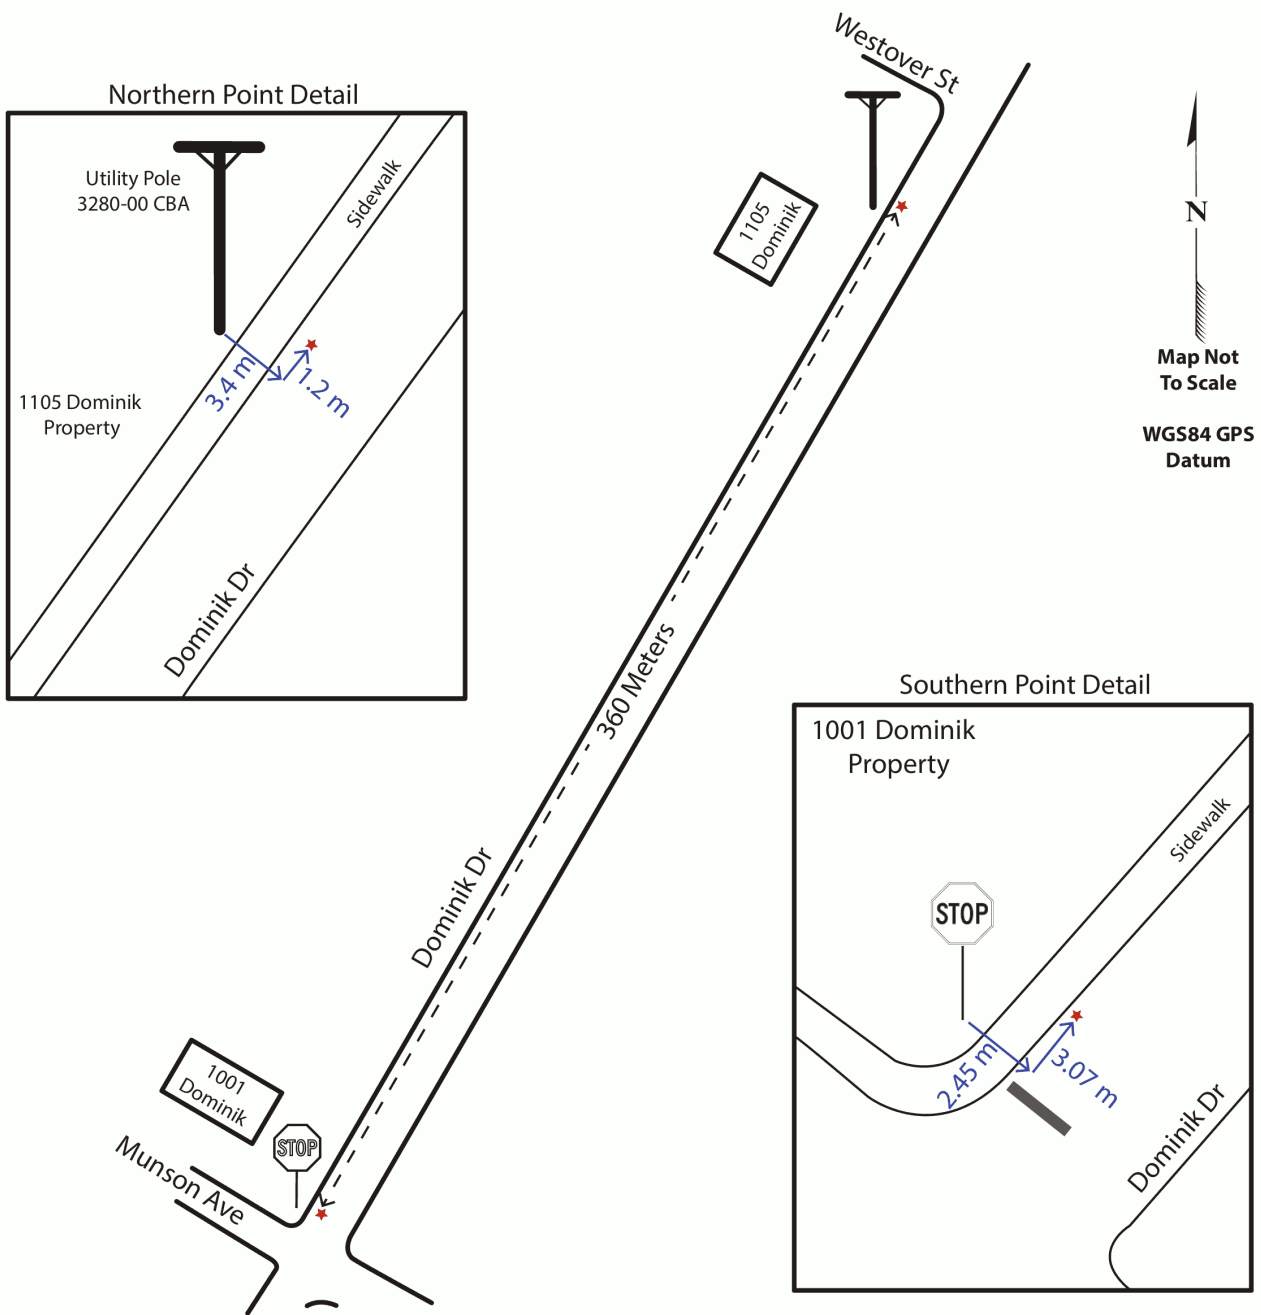 Westover St
Northern Point Detail
Utility Pole
3280-00 CBA
Sidewalk
1105
Dominik
N
3.4 m
1.2 m
Map Not
To Scale
1105 Dominik
Property
WGS84 GPS
Datum
Dominik Dr
360 Meters
Southern Point Detail
1001 Dominik
Property
Sidewalk
Dominik Dr
STOP
2.45 m
3.07 m
Dominik Dr
1001
Dominik
STOP
Munson Ave